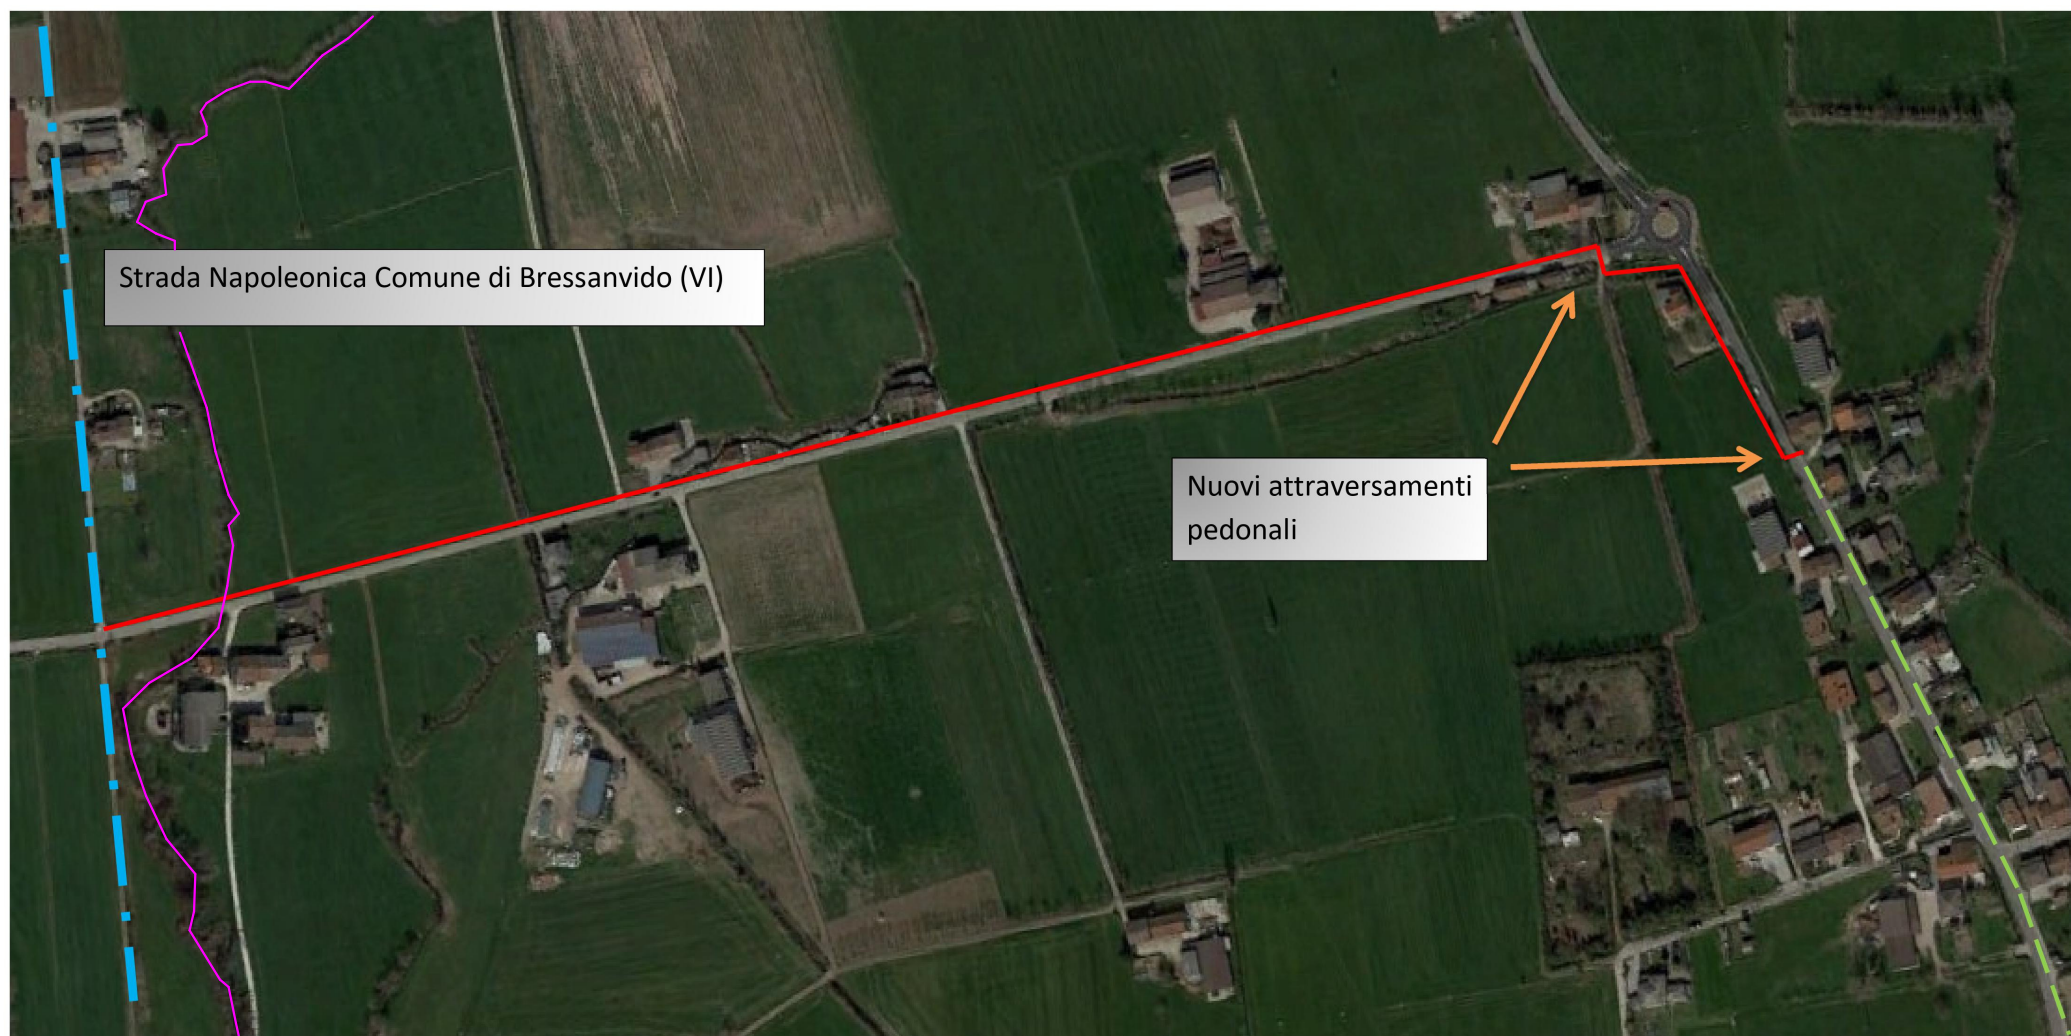 Strada Napoleonica Comune di Bressanvido (VI)
Nuovi attraversamenti
pedonali